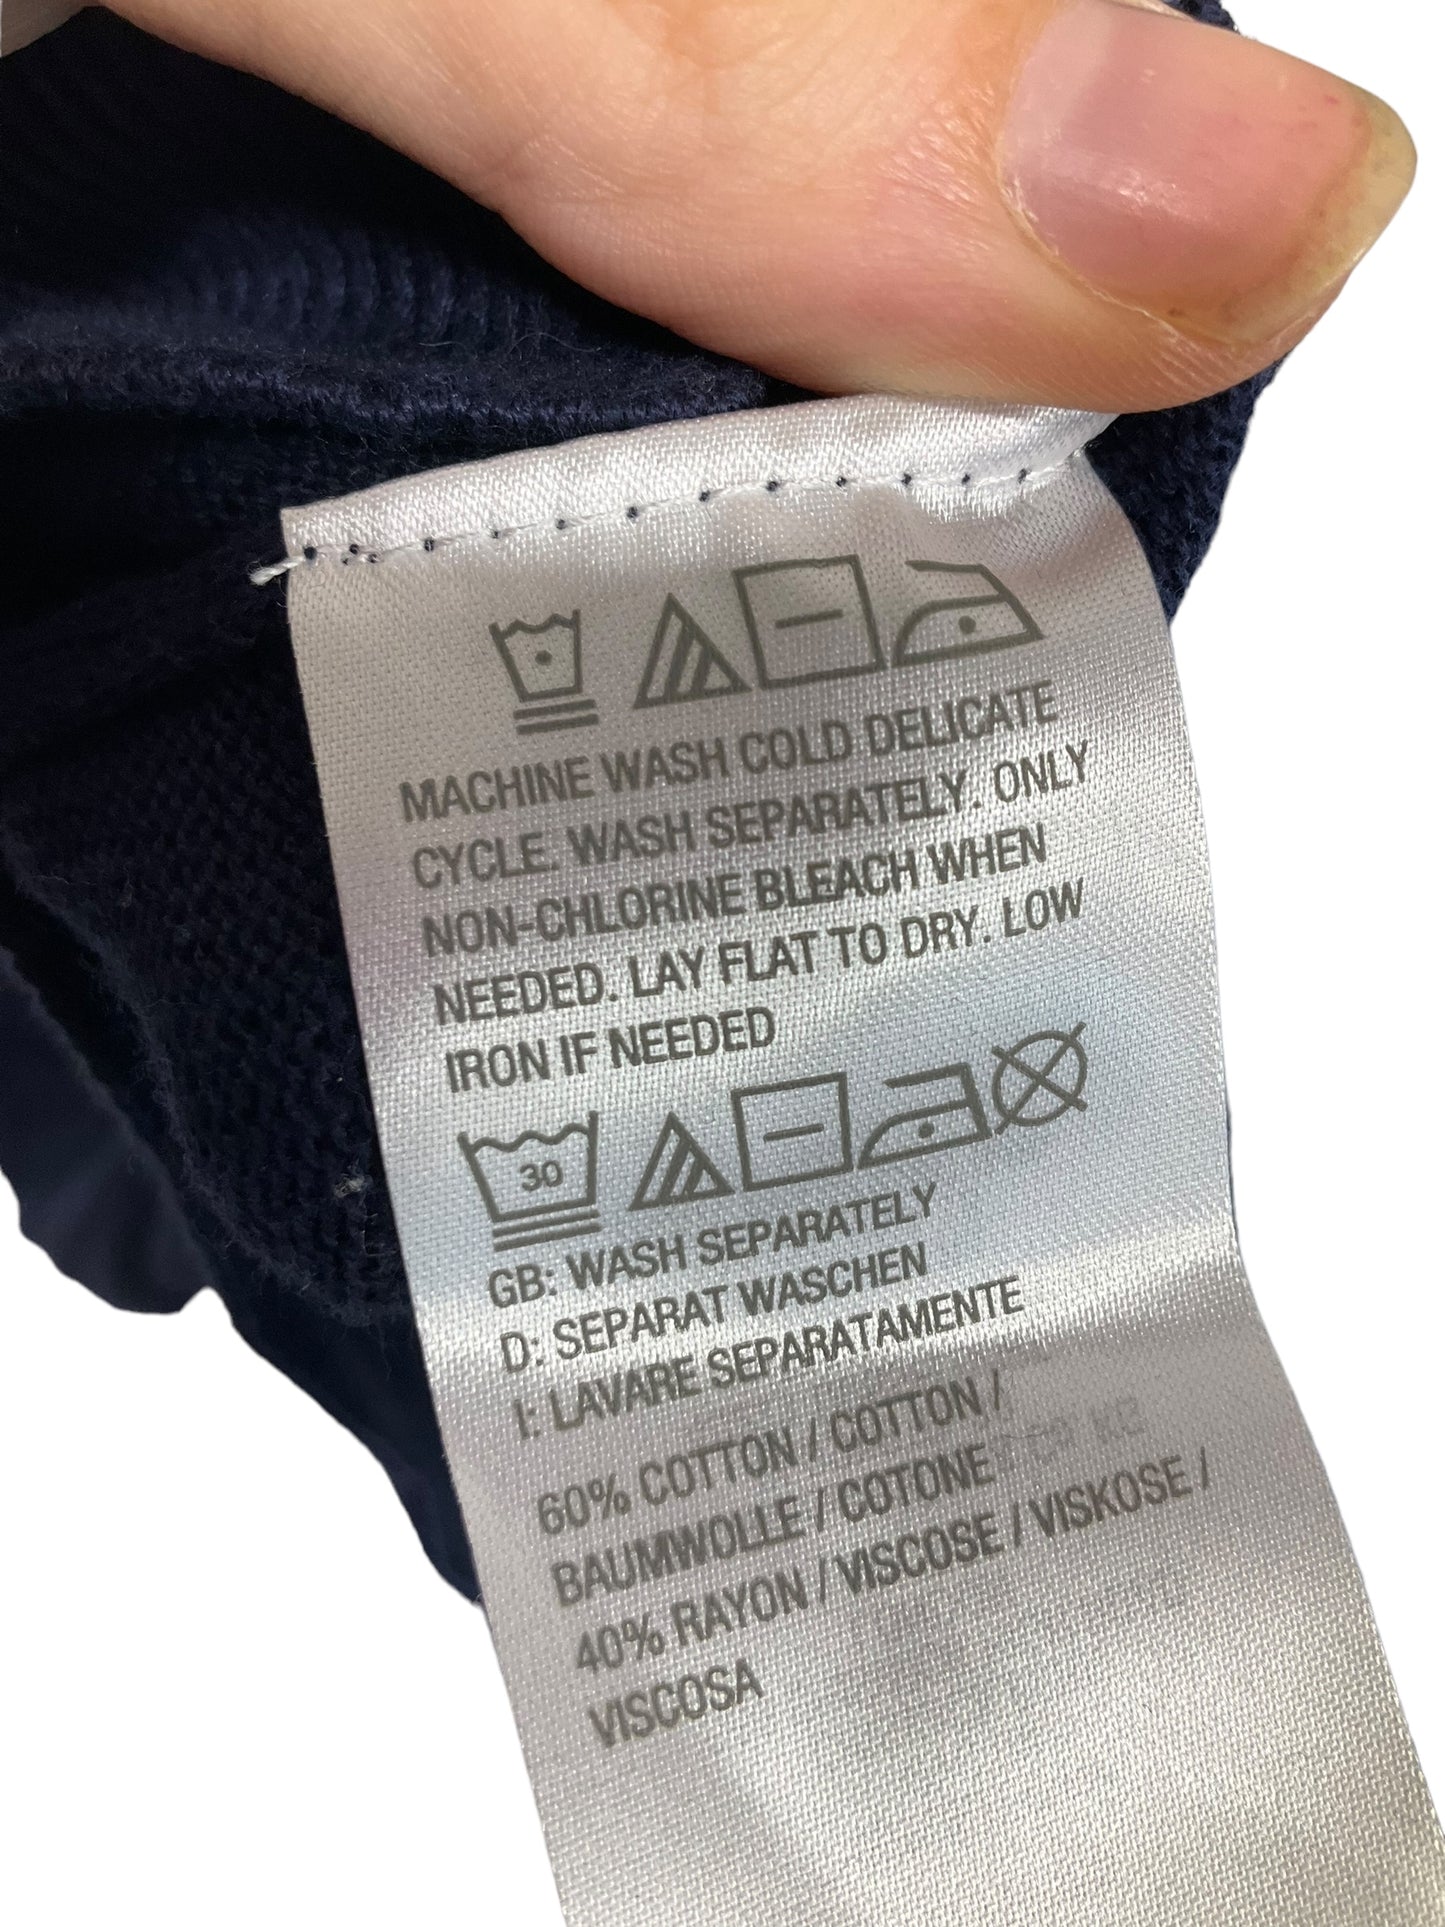 MACHINE WASH COLD DELICATE
CYCLE. WASH SEPARATELY. ONLY
NON-CHLORINE BLEACH WHEN
NEEDED. LAY FLAT TO DRY. LOW
IRON IF NEEDED
30
GB: WASH SEPARATELY
D: SEPARAT WASCHEN
I: LAVARE SEPARATAMENTE
60% COTTON / COTTON /
BAUMWOLLE / COTONE
40% RAYON / VISCOSE / VISKOSE /
VISCOSA